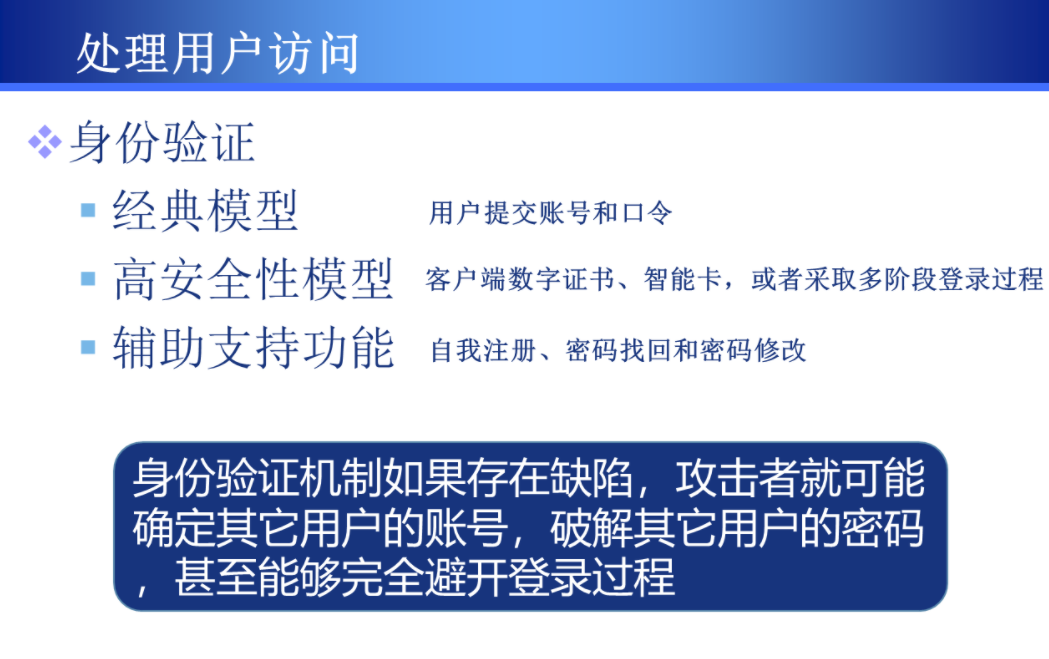 处理用户访问
身份验证
经典模型 用户提交账号和口令
高安全性模型 客户端数字证书、智能卡，或者采取多阶段登录过程
辅助支持功能 自我注册、密码找回和密码修改
身份验证机制如果存在缺陷，攻击者就可能
确定其它用户的账号，破解其它用户的密码
，甚至能够完全避开登录过程